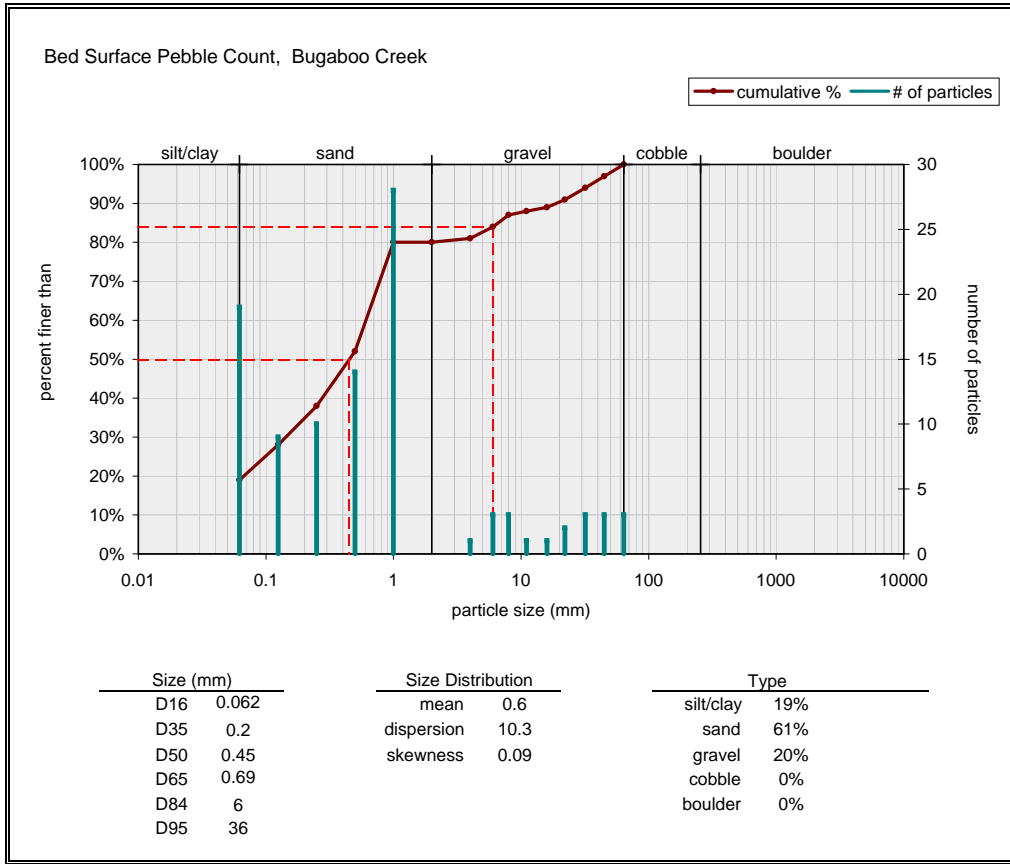 Bed Surface Pebble Count, Bugaboo Creek
cumulative % # of particles
silt/clay sand gravel cobble boulder
100% 30
90%
80% 25
70%
20
60%
50% 15
40%
10
30%
20% 5
10%
0% 0
percent finer than
number of particles
0.01 0.1 1 10 100 1000 10000
particle size (mm)
Size (mm)
D16 0.062
D35 0.2
D50 0.45
D65 0.69
D84 6
D95 36
Size Distribution
mean 0.6
dispersion 10.3
skewness 0.09
Type
silt/clay 19%
sand 61%
gravel 20%
cobble 0%
boulder 0%